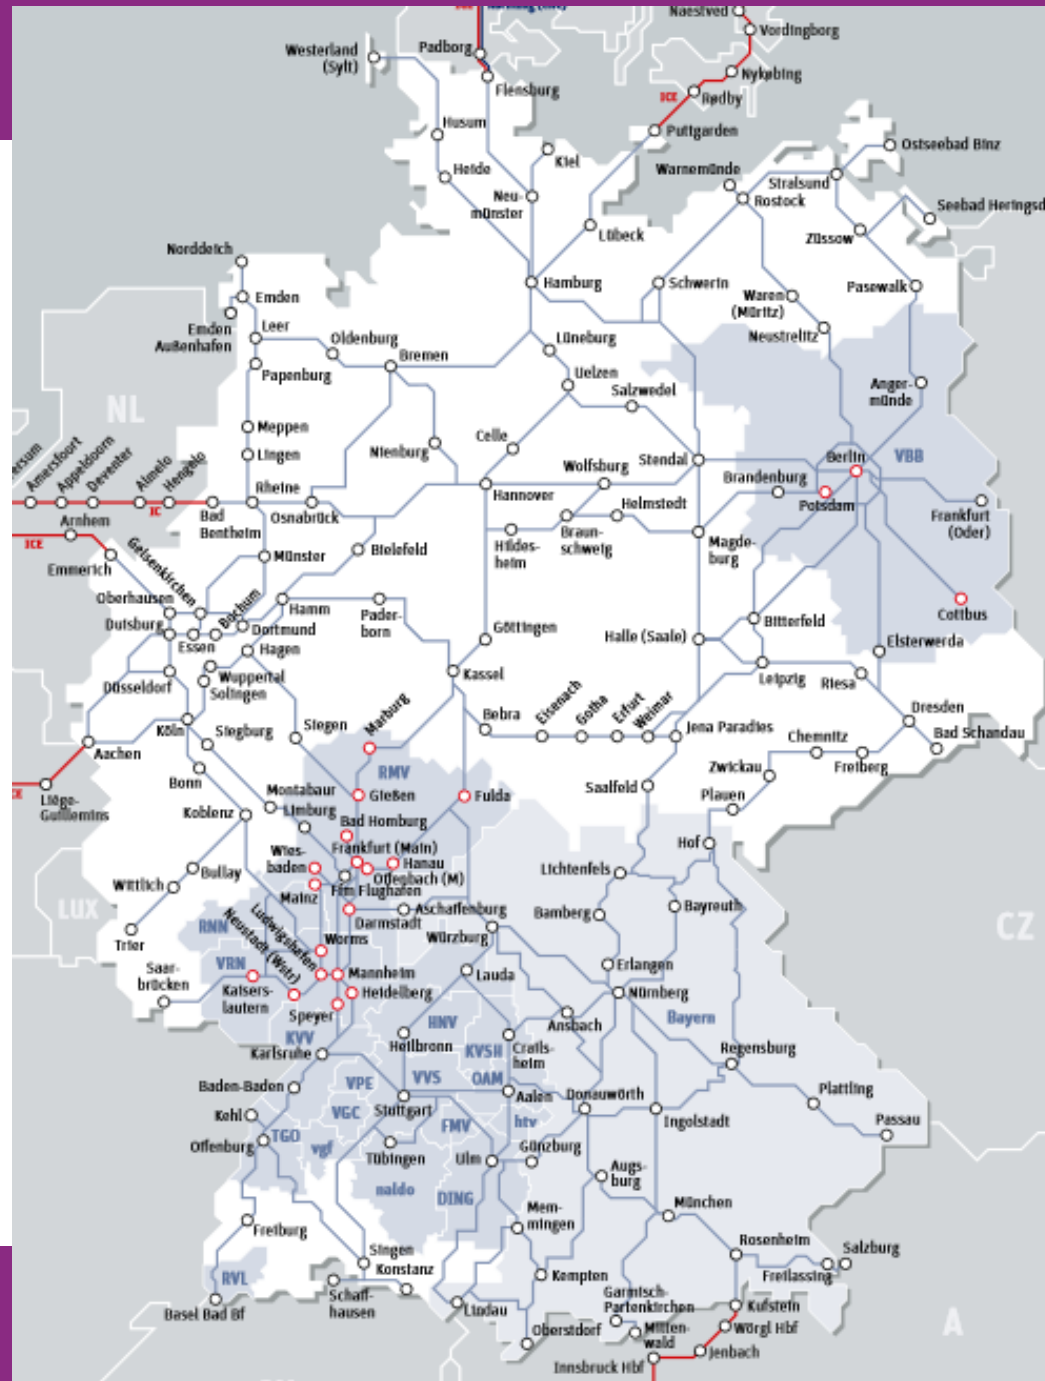 Naestved
Vordingborg
Westerland
(Sylt)
Padborg
Nykøbing
Flensburg
ICE
Rødby
Husum
Puttgarden
Kiel
Heide
Ostseebad Binz
Warnemünde
Stralsund
Rostock
Neu-
münster
Seebad Heringsd
Lübeck
Züssow
Norddeich
Hamburg
Schwerin
Pasewalk
Emden
Waren
(Müritz)
Emden
Außenhafen
Leer
Oldenburg
Lüneburg
Neustrelitz
Bremen
Papenburg
Uelzen
Salzwedel
Anger-
münde
NL
Meppen
Celle
Nienburg
Lingen
Wolfsburg
Stendal
Berlin
VBB
ersum
Amersfoort
Appeldoorn
Deventer
Almelo
Hengelo
Rheine
Brandenburg
Hannover
Helmstedt
Potsdam
IC
Bad
Bentheim
Osnabrück
Frankfurt
(Oder)
Arnhem
ICE
Hildes-
heim
Braun-
schweig
Magde-
burg
Emmerich
Gelsenkirchen
Münster
Bielefeld
Oberhausen
Bochum
Hamm
Pader-
born
Cottbus
Duisburg
Essen
Dortmund
Göttingen
Halle (Saale)
Bitterfeld
Elsterwerda
Hagen
Wuppertal
Solingen
Düsseldorf
Kassel
Leipzig
Riesa
Köln
Siegburg
Siegen
Marburg
Bebra
Eisenach
Gotha
Erfurt
Weimar
Jena Paradies
Dresden
Chemnitz
Bad Schandau
Aachen
Freiberg
Bonn
RMV
Zwickau
Liège-
Guillemins
Montabaur
Gießen
Fulda
Saalfeld
Plauen
Koblenz
Limburg
Bad Homburg
Hof
Wies-
baden
Frankfurt (Main)
Hanau
Offenbach (M)
Lichtenfels
Bullay
Ffm Flughafen
Wittlich
Mainz
LUX
Aschaffenburg
Darmstadt
Bamberg
Bayreuth
CZ
RNN
Ludwigshafen
Neustadt (Wstr)
Worms
Würzburg
Trier
VRN
Erlangen
Saar-
brücken
Mannheim
Lauda
Kaisers-
lautern
Heidelberg
Nürnberg
Speyer
Bayern
HNV
Ansbach
KVV
Heilbronn
KVSH
Crails-
heim
Regensburg
Karlsruhe
VPE
VVS
OAM
Baden-Baden
Aalen
Donauwörth
Plattling
Kehl
VGC
Stuttgart
FMV
htv
Ingolstadt
Passau
Offenburg
TGO
vgf
Tübingen
Ulm
Günzburg
naldo
DING
Augs-
burg
Mem-
mingen
München
Freiburg
Singen
Rosenheim
Salzburg
Konstanz
Kempten
Freilassing
RVL
Schaff-
hausen
Garmisch-
Partenkirchen
Kufstein
Basel Bad Bf
Lindau
Oberstdorf
Mitten-
wald
Wörgl Hbf
A
Innsbruck Hbf
Jenbach